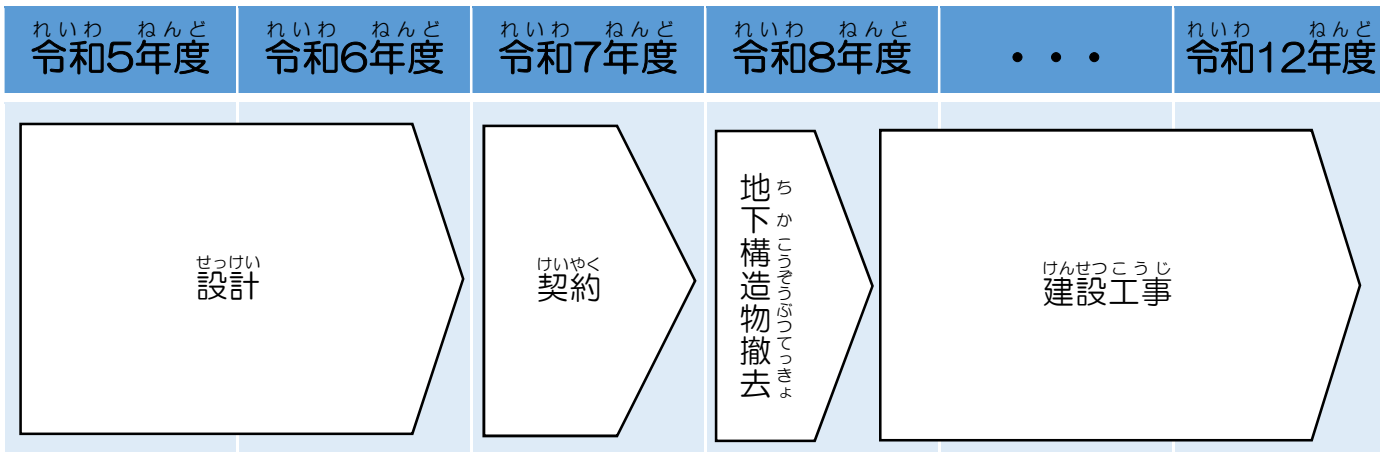 れいわ ねんど れいわ ねんど れいわ ねんど れいわ ねんど れいわ ねんど
令和5年度 令和6年度 令和7年度 令和8年度 ・・・ 令和12年度
せっけい
設計
けいやく
契約
ちかこうぞうぶつてっきょ
地下構造物撤去
けんせつこうじ
建設工事